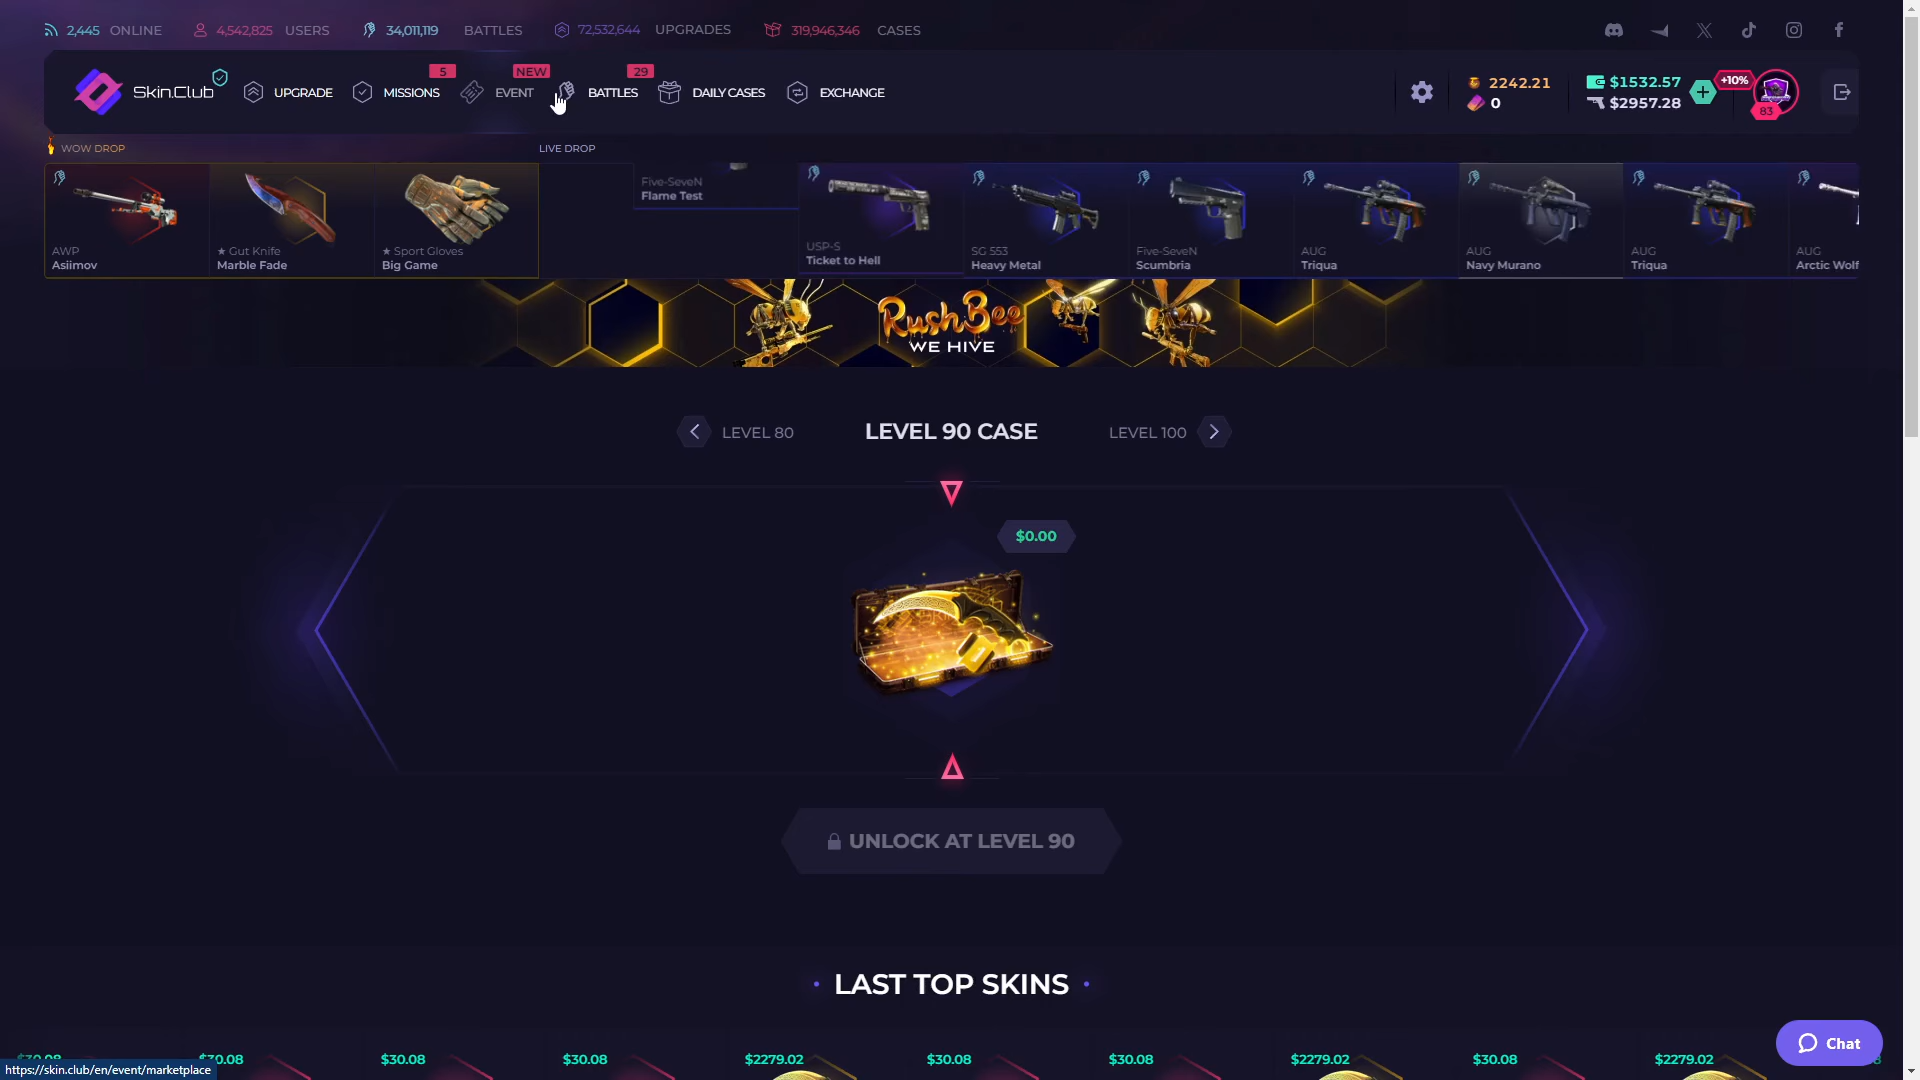 2,445 ONLINE
4,542,825 USERS
34,011,119 BATTLES
72,532,644 UPGRADES
319,946,346 CASES
Skin.Club
UPGRADE
5
MISSIONS
NEW
EVENT
29
BATTLES
DAILY CASES
EXCHANGE
2242.21
0
$1532.57
$2957.28
+10%
83
WOW DROP
LIVE DROP
AWP
Asiimov
★ Gut Knife
Marble Fade
★ Sport Gloves
Big Game
Five-SeveN
Flame Test
USP-S
Ticket to Hell
SG 553
Heavy Metal
Five-SeveN
Scumbria
AUG
Triqua
AUG
Navy Murano
AUG
Triqua
AUG
Arctic Wolf
RushBee
WE HIVE
LEVEL 80
LEVEL 90 CASE
LEVEL 100
$0.00
UNLOCK AT LEVEL 90
• LAST TOP SKINS •
$30.08
$30.08
$30.08
$30.08
$2279.02
$30.08
$30.08
$2279.02
$30.08
$2279.02
Chat
https://skin.club/en/event/marketplace